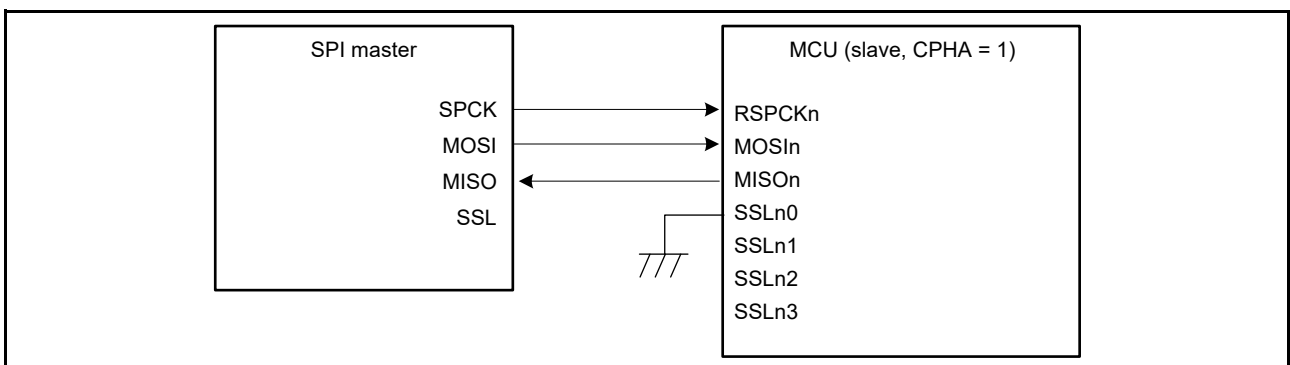 SPI master
SPCK
MOSI
MISO
SSL
MCU (slave, CPHA = 1)
RSPCKn
MOSIn
MISOn
SSLn0
SSLn1
SSLn2
SSLn3